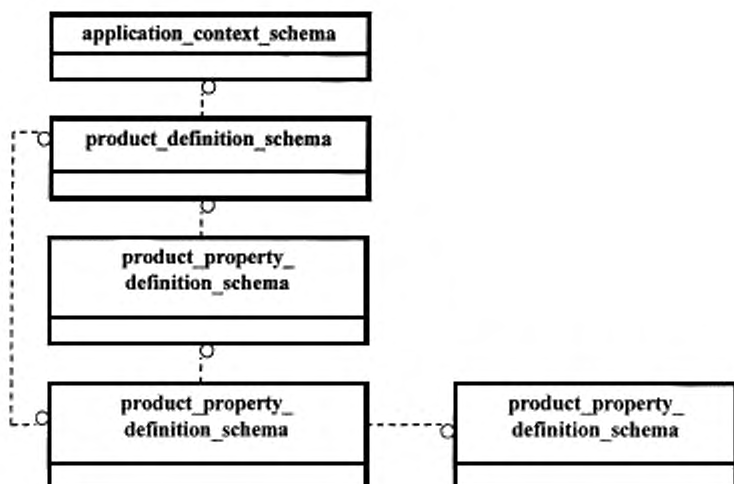 application_context_schema
product_definition_schema
product_property_
definition_schema
product_property_
definition_schema
product_property_
definition_schema